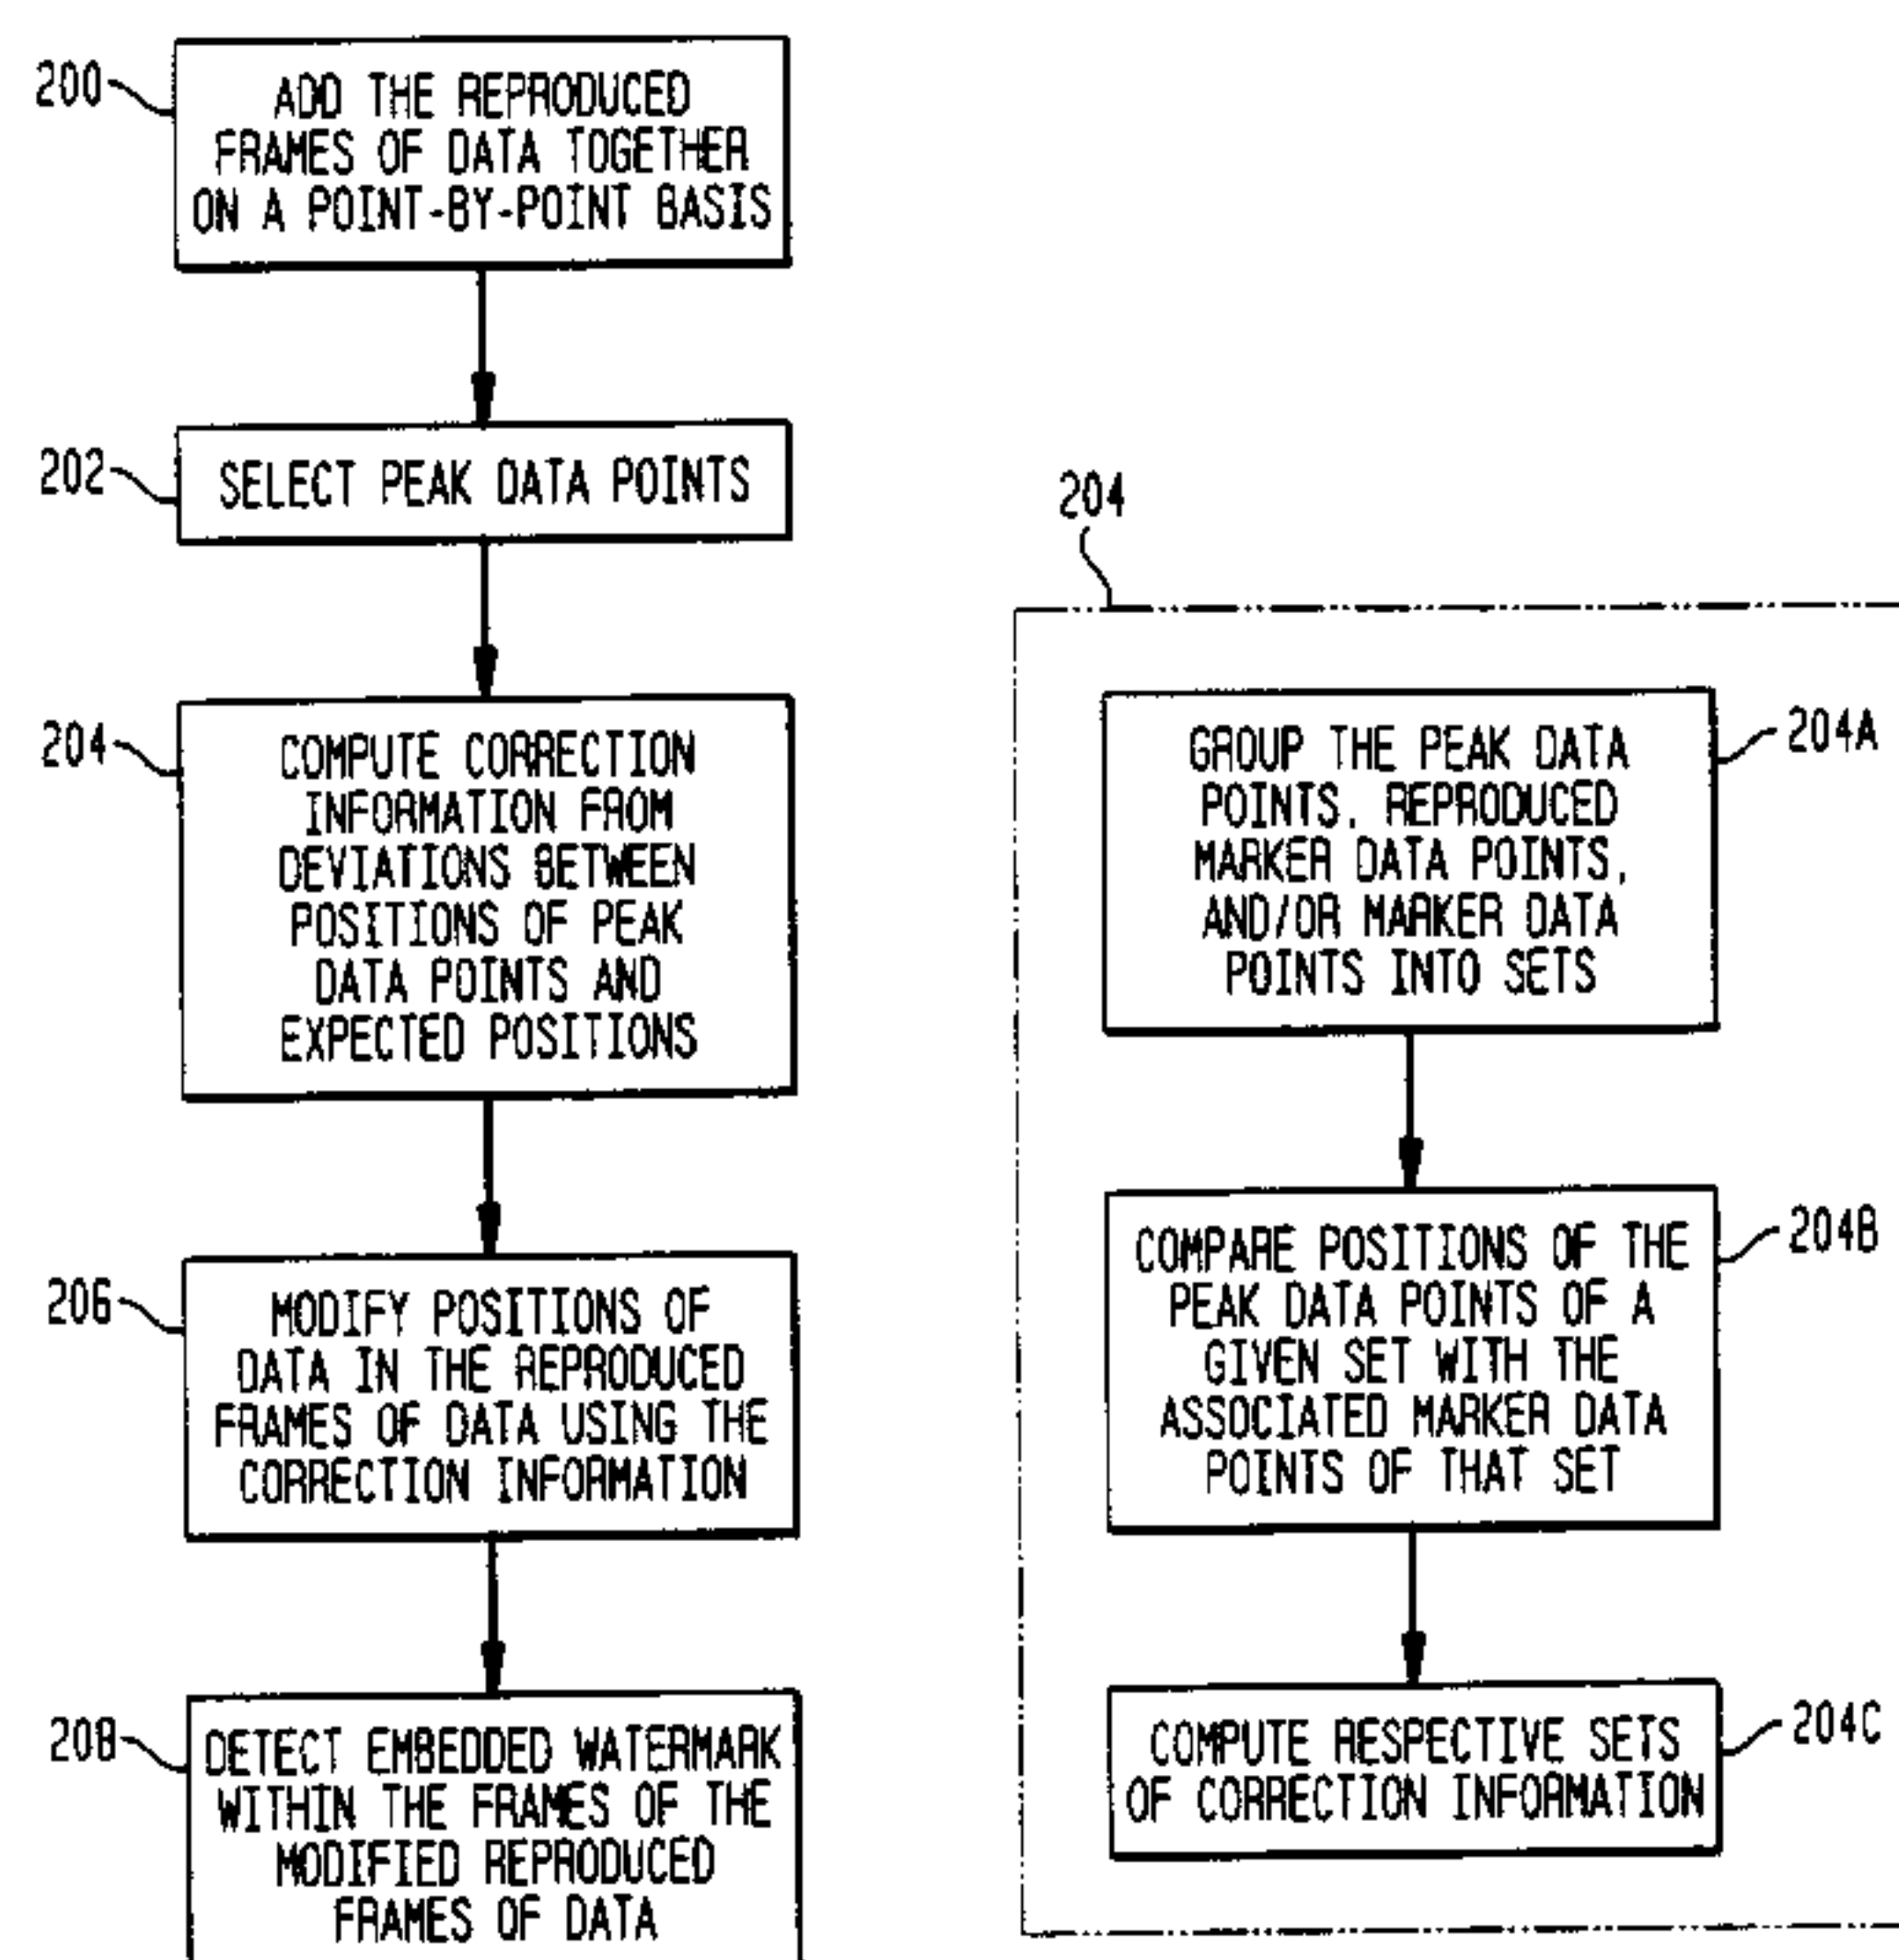 200
ADD THE REPRODUCED
FRAMES OF DATA TOGETHER
ON A POINT-BY-POINT BASIS
202
SELECT PEAK DATA POINTS
204
COMPUTE CORRECTION
INFORMATION FROM
DEVIATIONS BETWEEN
POSITIONS OF PEAK
DATA POINTS AND
EXPECTED POSITIONS
206
MODIFY POSITIONS OF
DATA IN THE REPRODUCED
FRAMES OF DATA USING THE
CORRECTION INFORMATION
208
DETECT EMBEDDED WATERMARK
WITHIN THE FRAMES OF THE
MODIFIED REPRODUCED
FRAMES OF DATA
204
204A
GROUP THE PEAK DATA
POINTS, REPRODUCED
MARKER DATA POINTS,
AND/OR MARKER DATA
POINTS INTO SETS
204B
COMPARE POSITIONS OF THE
PEAK DATA POINTS OF A
GIVEN SET WITH THE
ASSOCIATED MARKER DATA
POINTS OF THAT SET
204C
COMPUTE RESPECTIVE SETS
OF CORRECTION INFORMATION